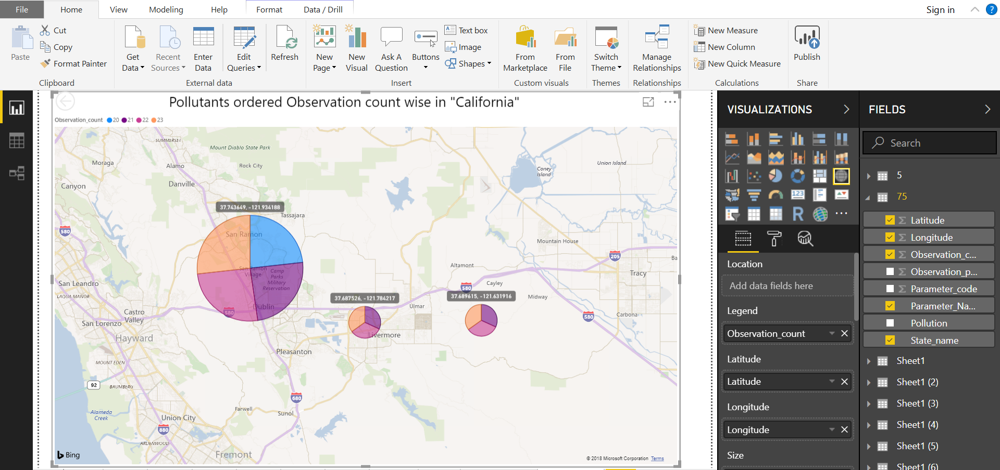 File Home View Modeling Help Format Data / Drill Sign in ?
Paste
Cut
Copy
Format Painter
Clipboard
Get Data
Recent Sources
Enter Data
Edit Queries
Refresh
External data
New Page
New Visual
Ask A Question
Buttons
Text box
Image
Shapes
Insert
From Marketplace
From File
Custom visuals
Switch Theme
Themes
Manage Relationships
Relationships
New Measure
New Column
New Quick Measure
Calculations
Publish
Share
Pollutants ordered Observation count wise in "California"
Observation_count 20 21 22 23
SUMMERSET
Mount Diablo State Park
Moraga
Alamo
Rock City
Union Island
Coney Island
Canyon
Danville
37.743649, -121.934188
Tassajara
580
San Ramon
Mountain House
205
Altamont
San Ramon Village
Camp Parks Military Reservation
Tracy
San Leandro
LAQUA MANOR
580
Cayley
37.687526, -121.784217
37.689615, -121.631916
Midway
Castro Valley
580
Dublin
Ulmar
580
Carbona
San Lorenzo
Hayward
Livermore
Pleasanton
MOUNT EDEN
92
BAUMBERG
680
Alameda Creek
Farwell
Sunol
Union City
880
ARDENWOOD
Fremont
Bing
© 2018 Microsoft Corporation Terms
VISUALIZATIONS
123
R
Location
Add data fields here
Legend
Observation_count
Latitude
Latitude
Longitude
Longitude
Size
FIELDS
Search
5
75
Latitude
Longitude
Observation_c...
Observation_p...
Parameter_code
Parameter_Na...
Pollution
State_name
Sheet1
Sheet1 (2)
Sheet1 (3)
Sheet1 (4)
Sheet1 (5)
Sheet1 (6)